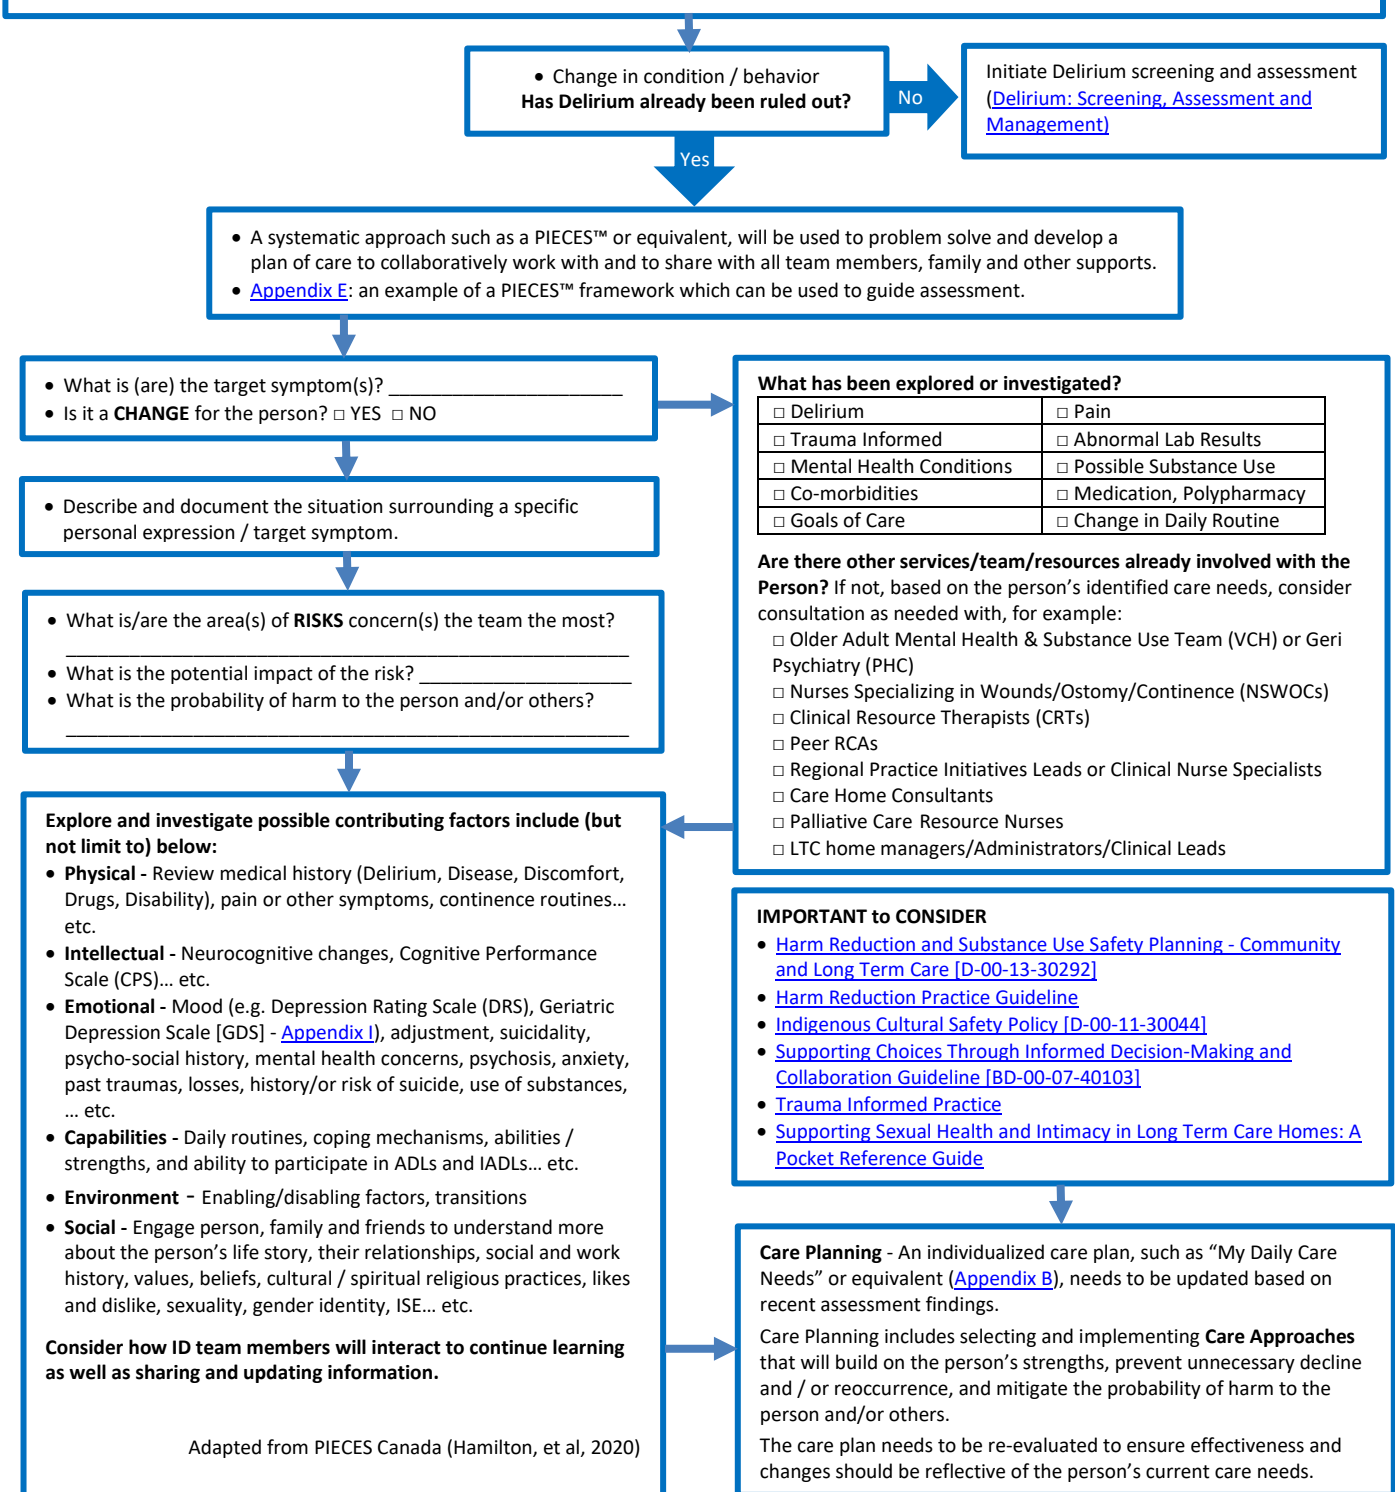 • Change in condition / behavior
Has Delirium already been ruled out?
No
Initiate Delirium screening and assessment
(Delirium: Screening, Assessment and
Management)
Yes
• A systematic approach such as a PIECES™ or equivalent, will be used to problem solve and develop a
plan of care to collaboratively work with and to share with all team members, family and other supports.
• Appendix E: an example of a PIECES™ framework which can be used to guide assessment.
• What is (are) the target symptom(s)? ______________________
• Is it a CHANGE for the person? □ YES □ NO
• Describe and document the situation surrounding a specific
personal expression / target symptom.
• What is/are the area(s) of RISKS concern(s) the team the most?
_____________________________________________________
• What is the potential impact of the risk? ____________________
• What is the probability of harm to the person and/or others?
_____________________________________________________
What has been explored or investigated?
□ Delirium
□ Pain
□ Trauma Informed
□ Abnormal Lab Results
□ Mental Health Conditions
□ Possible Substance Use
□ Co-morbidities
□ Medication, Polypharmacy
□ Goals of Care
□ Change in Daily Routine
Are there other services/team/resources already involved with the
Person? If not, based on the person's identified care needs, consider
consultation as needed with, for example:
□ Older Adult Mental Health & Substance Use Team (VCH) or Geri
Psychiatry (PHC)
□ Nurses Specializing in Wounds/Ostomy/Continence (NSWOCs)
□ Clinical Resource Therapists (CRTs)
□ Peer RCAs
□ Regional Practice Initiatives Leads or Clinical Nurse Specialists
□ Care Home Consultants
□ Palliative Care Resource Nurses
□ LTC home managers/Administrators/Clinical Leads
Explore and investigate possible contributing factors include (but
not limit to) below:
• Physical - Review medical history (Delirium, Disease, Discomfort,
Drugs, Disability), pain or other symptoms, continence routines…
etc.
• Intellectual - Neurocognitive changes, Cognitive Performance
Scale (CPS)… etc.
• Emotional - Mood (e.g. Depression Rating Scale (DRS), Geriatric
Depression Scale [GDS] - Appendix I), adjustment, suicidality,
psycho-social history, mental health concerns, psychosis, anxiety,
past traumas, losses, history/or risk of suicide, use of substances,
… etc.
• Capabilities - Daily routines, coping mechanisms, abilities /
strengths, and ability to participate in ADLs and IADLs… etc.
• Environment - Enabling/disabling factors, transitions
• Social - Engage person, family and friends to understand more
about the person's life story, their relationships, social and work
history, values, beliefs, cultural / spiritual religious practices, likes
and dislike, sexuality, gender identity, ISE… etc.
Consider how ID team members will interact to continue learning
as well as sharing and updating information.
Adapted from PIECES Canada (Hamilton, et al, 2020)
IMPORTANT to CONSIDER
• Harm Reduction and Substance Use Safety Planning - Community
and Long Term Care [D-00-13-30292]
• Harm Reduction Practice Guideline
• Indigenous Cultural Safety Policy [D-00-11-30044]
• Supporting Choices Through Informed Decision-Making and
Collaboration Guideline [BD-00-07-40103]
• Trauma Informed Practice
• Supporting Sexual Health and Intimacy in Long Term Care Homes: A
Pocket Reference Guide
Care Planning - An individualized care plan, such as “My Daily Care
Needs” or equivalent (Appendix B), needs to be updated based on
recent assessment findings.
Care Planning includes selecting and implementing Care Approaches
that will build on the person's strengths, prevent unnecessary decline
and / or reoccurrence, and mitigate the probability of harm to the
person and/or others.
The care plan needs to be re-evaluated to ensure effectiveness and
changes should be reflective of the person's current care needs.